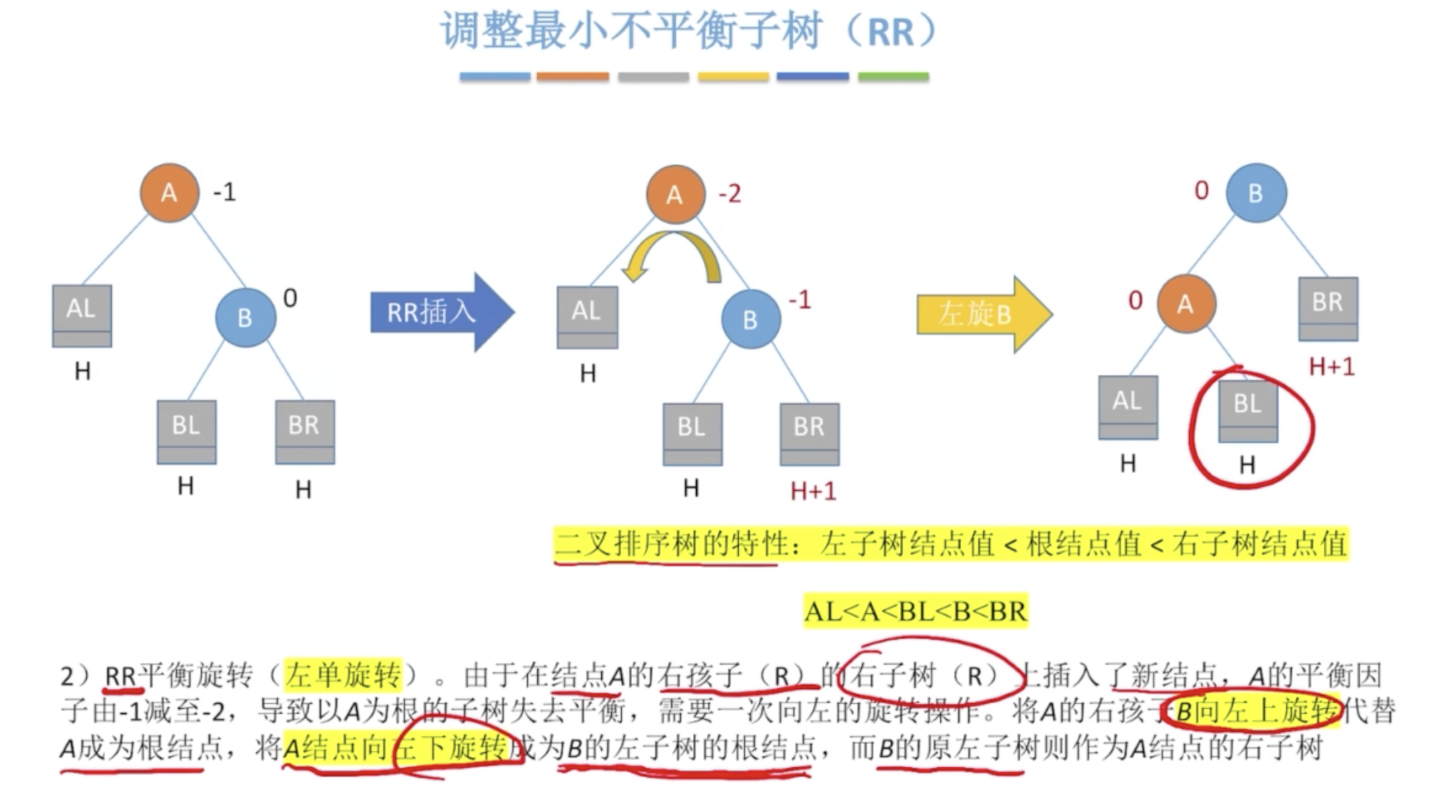 调整最小不平衡子树（RR）
A -1
AL
H
B 0
BL
H
BR
H
RR插入
A -2
AL
H
B -1
BL
H
BR
H+1
左旋B
0 B
0 A
BR
H+1
AL
H
BL
H
二叉排序树的特性：左子树结点值 < 根结点值 < 右子树结点值
AL<A<BL<B<BR
2）RR平衡旋转（左单旋转）。由于在结点A的右孩子（R）的右子树（R）上插入了新结点，A的平衡因
子由-1减至-2，导致以A为根的子树失去平衡，需要一次向左的旋转操作。将A的右孩子B向左上旋转代替
A成为根结点，将A结点向左下旋转成为B的左子树的根结点，而B的原左子树则作为A结点的右子树